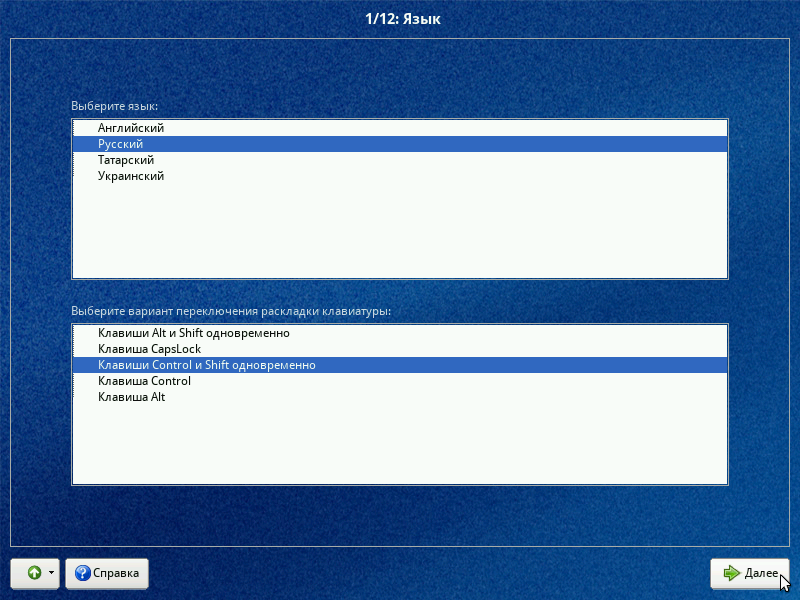 1/12: Язык
Выберите язык:
Английский
Русский
Татарский
Украинский
Выберите вариант переключения раскладки клавиатуры:
Клавиши Alt и Shift одновременно
Клавиша CapsLock
Клавиши Control и Shift одновременно
Клавиша Control
Клавиша Alt
Справка
Далее